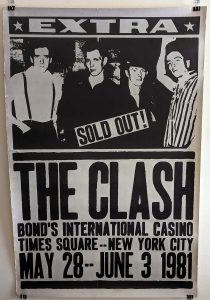 EXTRA
SOLD OUT!
THE CLASH
BOND'S INTERNATIONAL CASINO
TIMES SQUARE--NEW YORK CITY
MAY 28--JUNE 3 1981